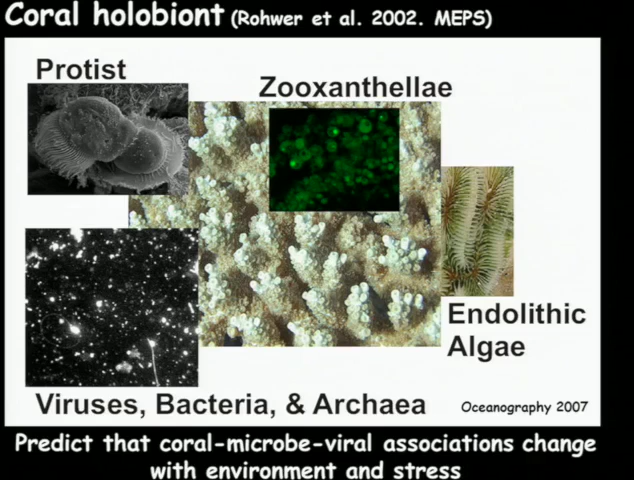 Coral holobiont (Rohwer et al. 2002. MEPS)
Protist
Zooxanthellae
Endolithic
Algae
Viruses, Bacteria, & Archaea
Oceanography 2007
Predict that coral-microbe-viral associations change
with environment and stress